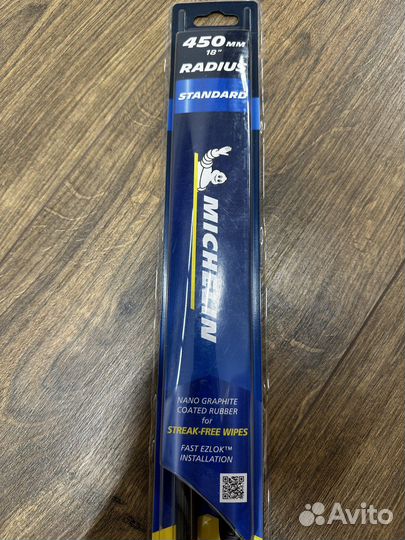 450 MM
18"
RADIUS
STANDARD
MICHELIN
NANO GRAPHITE
COATED RUBBER
for
STREAK-FREE WIPES
FAST EZLOK™
INSTALLATION
Avito